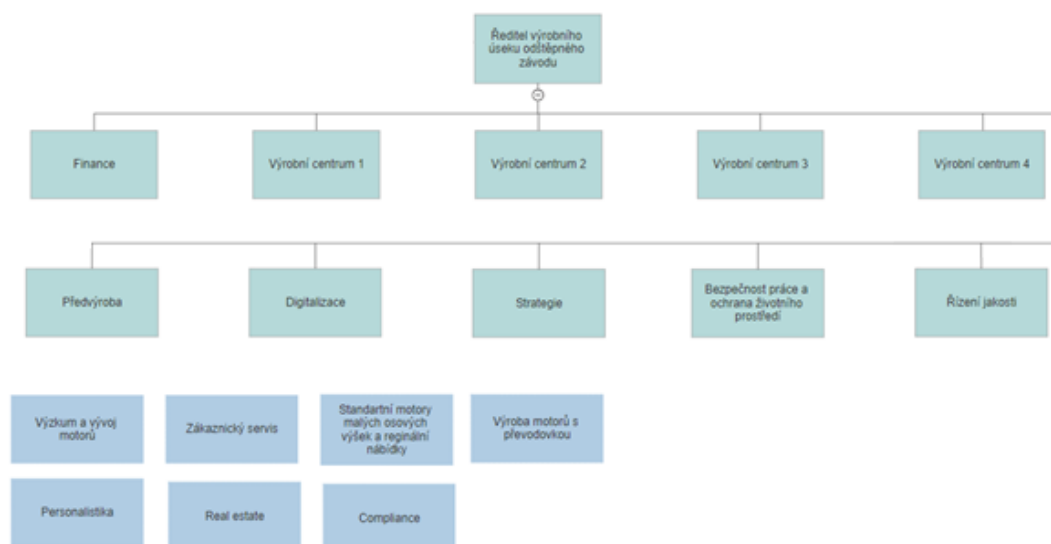 Ředitel výrobního
úseku odštěpného
závodu
Finance
Výrobní centrum 1
Výrobní centrum 2
Výrobní centrum 3
Výrobní centrum 4
Předvýroba
Digitalizace
Strategie
Bezpečnost práce a
ochrana životního
prostředí
Řízení jakosti
Výzkum a vývoj
motorů
Zákaznický servis
Standartní motory
malých osových
výšek a reginální
nábídky
Výroba motorů s
převodovkou
Personalistika
Real estate
Compliance